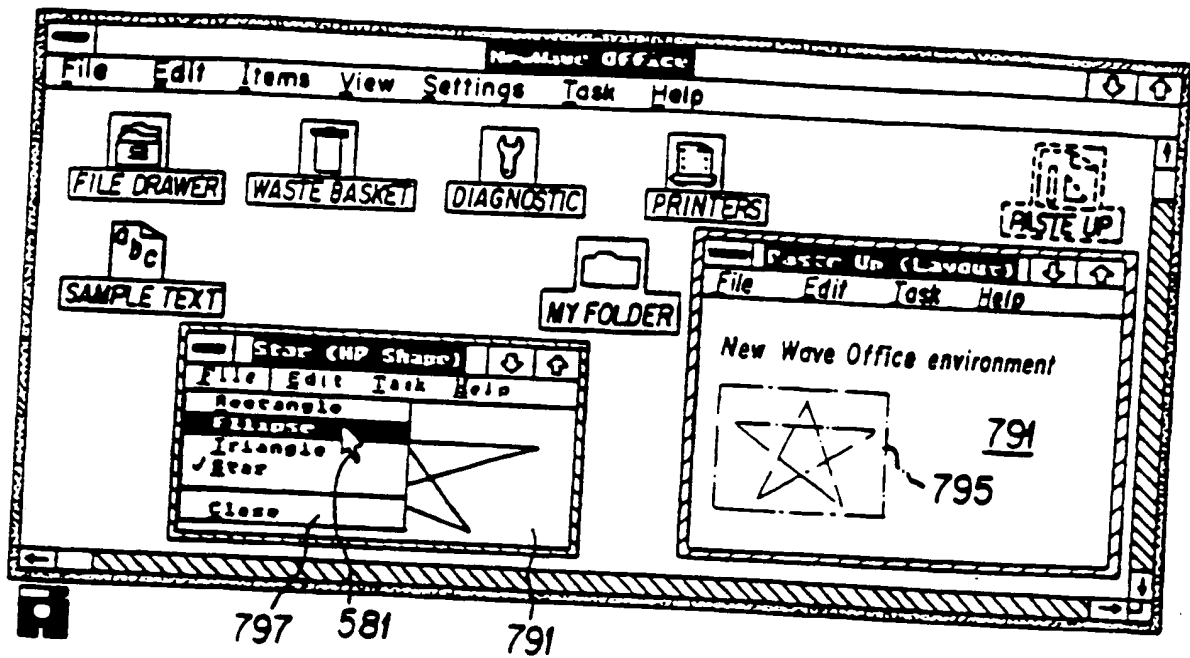 NewWave Office
File Edit Items View Settings Task Help
FILE DRAWER WASTE BASKET DIAGNOSTIC PRINTERS PASTE UP
abc
SAMPLE TEXT MY FOLDER
Paste Up (Layout)
File Edit Task Help
New Wave Office environment
791
795
Star (HP Shape)
File Edit Task Help
Rectangle
Ellipse
Triangle
✓Star
Close
797 581 791